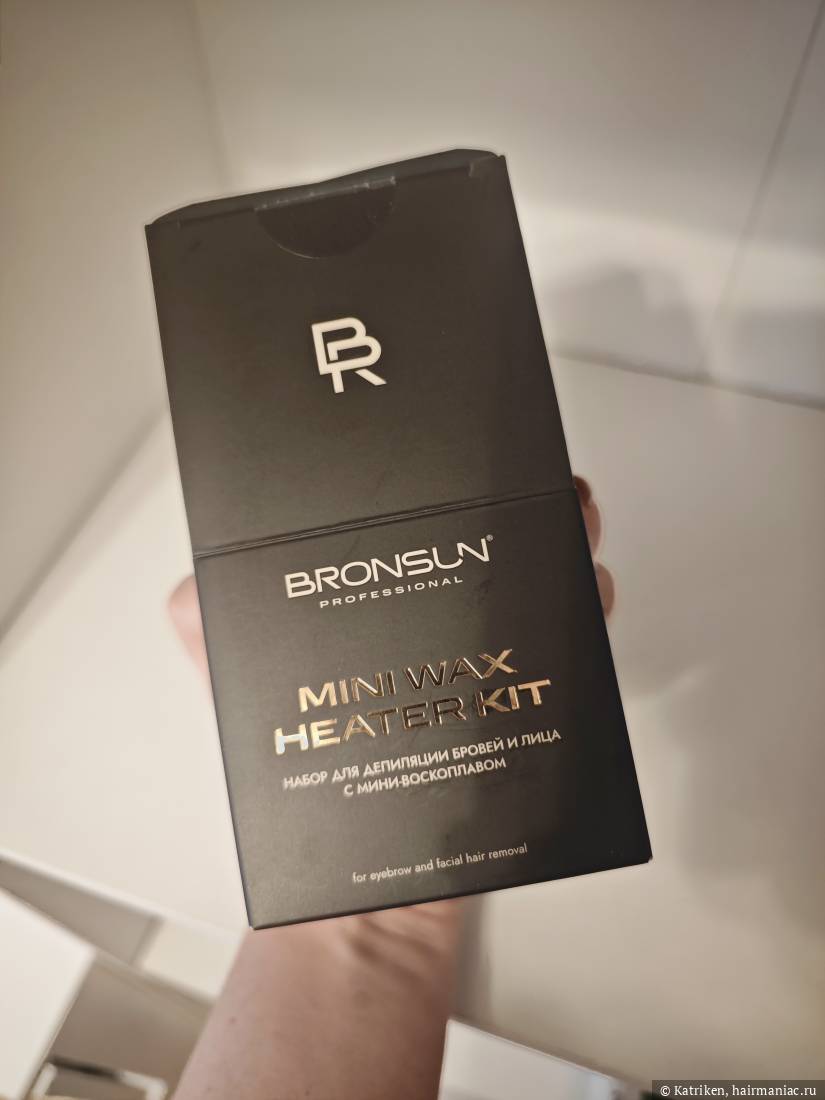 BR
BRONSUN®
PROFESSIONAL
MINI WAX
HEATER KIT
НАБОР ДЛЯ ДЕПИЛЯЦИИ БРОВЕЙ И ЛИЦА
С МИНИ-ВОСКОПЛАВОМ
for eyebrow and facial hair removal
© Katriken, hairmaniac.ru